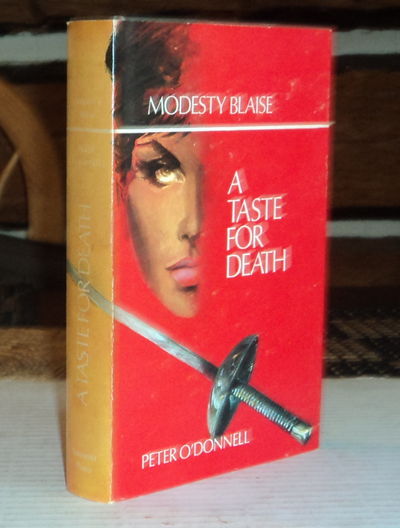 MODESTY BLAISE
A
TASTE
FOR
DEATH
PETER O'DONNELL
A TASTE FOR DEATH